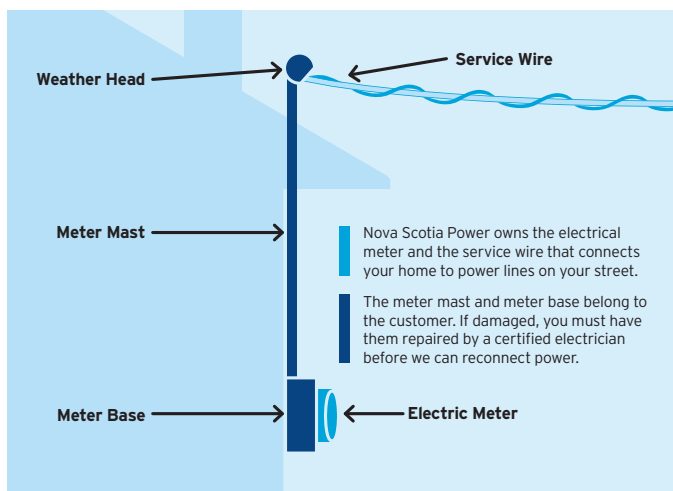 Service Wire
Weather Head
Meter Mast
Nova Scotia Power owns the electrical
meter and the service wire that connects
your home to power lines on your street.
The meter mast and meter base belong to
the customer. If damaged, you must have
them repaired by a certified electrician
before we can reconnect power.
Meter Base
Electric Meter